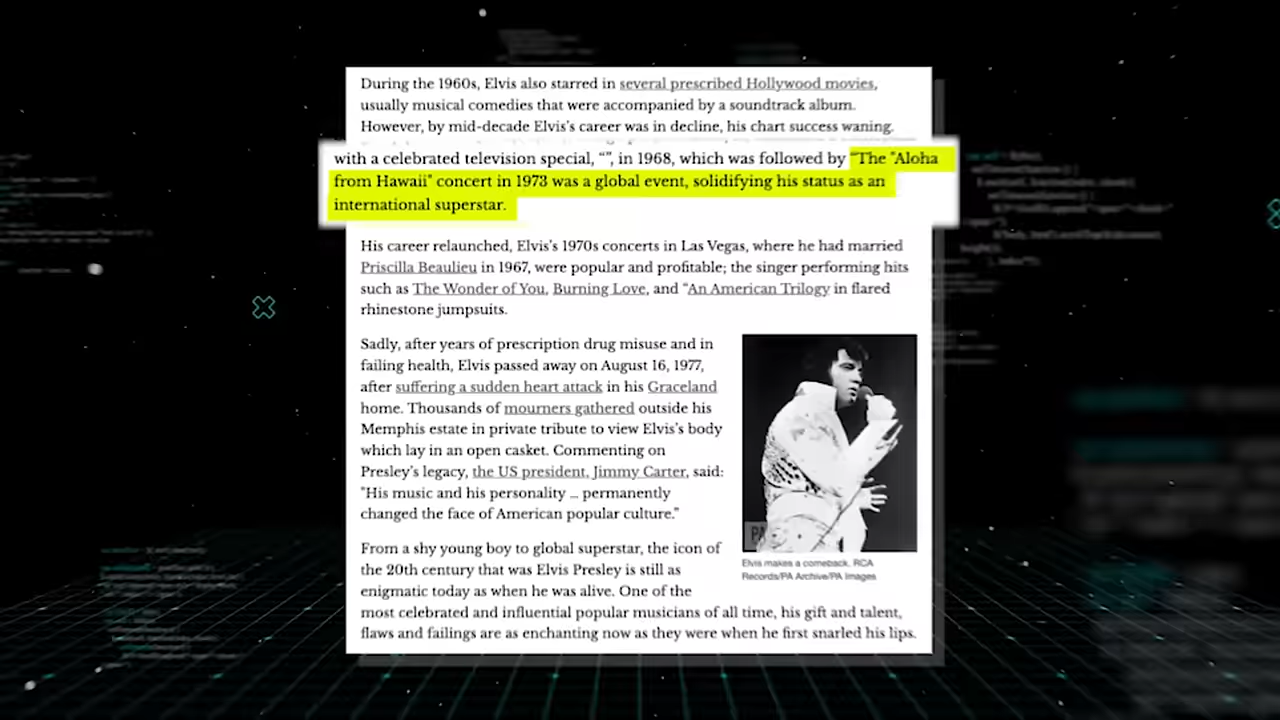 During the 1960s, Elvis also starred in several prescribed Hollywood movies,
usually musical comedies that were accompanied by a soundtrack album.
However, by mid-decade Elvis's career was in decline, his chart success waning.
with a celebrated television special, “”, in 1968, which was followed by “The "Aloha
from Hawaii" concert in 1973 was a global event, solidifying his status as an
international superstar.
His career relaunched, Elvis's 1970s concerts in Las Vegas, where he had married
Priscilla Beaulieu in 1967, were popular and profitable; the singer performing hits
such as The Wonder of You, Burning Love, and “An American Trilogy in flared
rhinestone jumpsuits.
Sadly, after years of prescription drug misuse and in
failing health, Elvis passed away on August 16, 1977,
after suffering a sudden heart attack in his Graceland
home. Thousands of mourners gathered outside his
Memphis estate in private tribute to view Elvis's body
which lay in an open casket. Commenting on
Presley's legacy, the US president, Jimmy Carter, said:
"His music and his personality … permanently
changed the face of American popular culture.”
PA
Elvis makes a comeback. RCA
Records/PA Archive/PA Images
From a shy young boy to global superstar, the icon of
the 20th century that was Elvis Presley is still as
enigmatic today as when he was alive. One of the
most celebrated and influential popular musicians of all time, his gift and talent,
flaws and failings are as enchanting now as they were when he first snarled his lips.